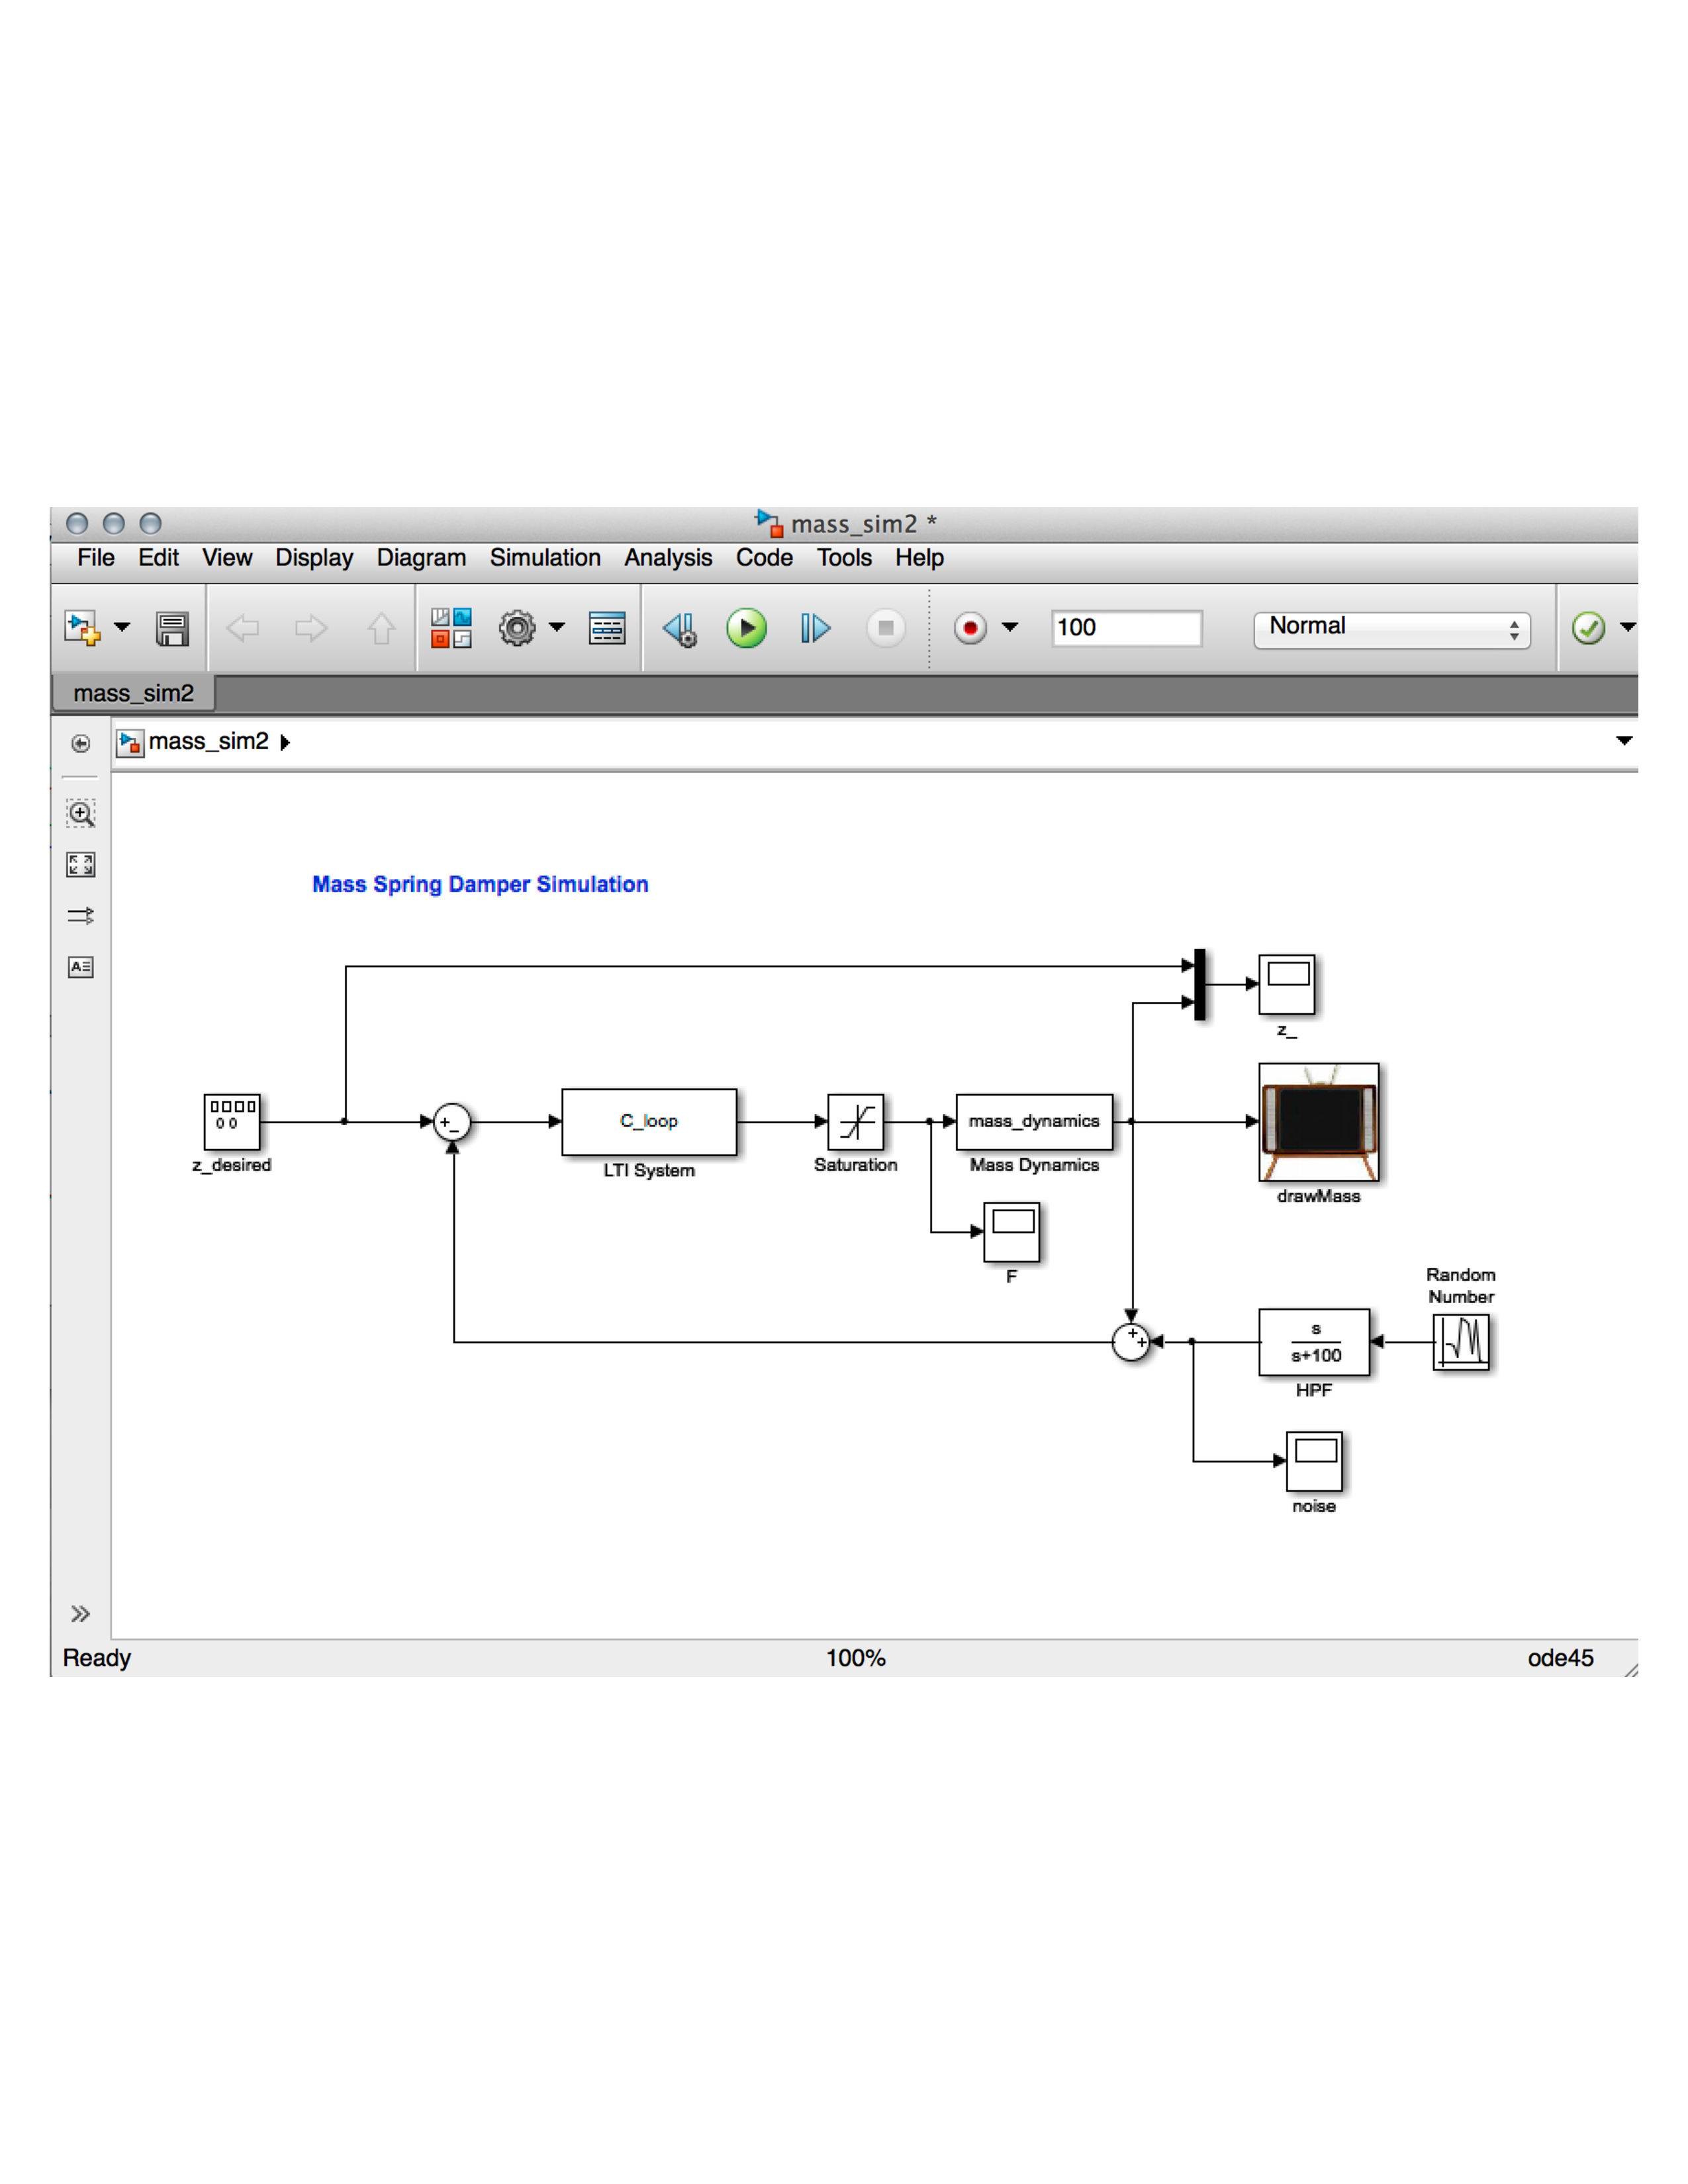 mass_sim2 *
File Edit View Display Diagram Simulation Analysis Code Tools Help
100
Normal
mass_sim2
mass_sim2
Mass Spring Damper Simulation
z_
z_desired
+
_
C_loop
LTI System
Saturation
mass_dynamics
Mass Dynamics
drawMass
F
Random
Number
+
+
s
s+100
HPF
noise
Ready
100%
ode45